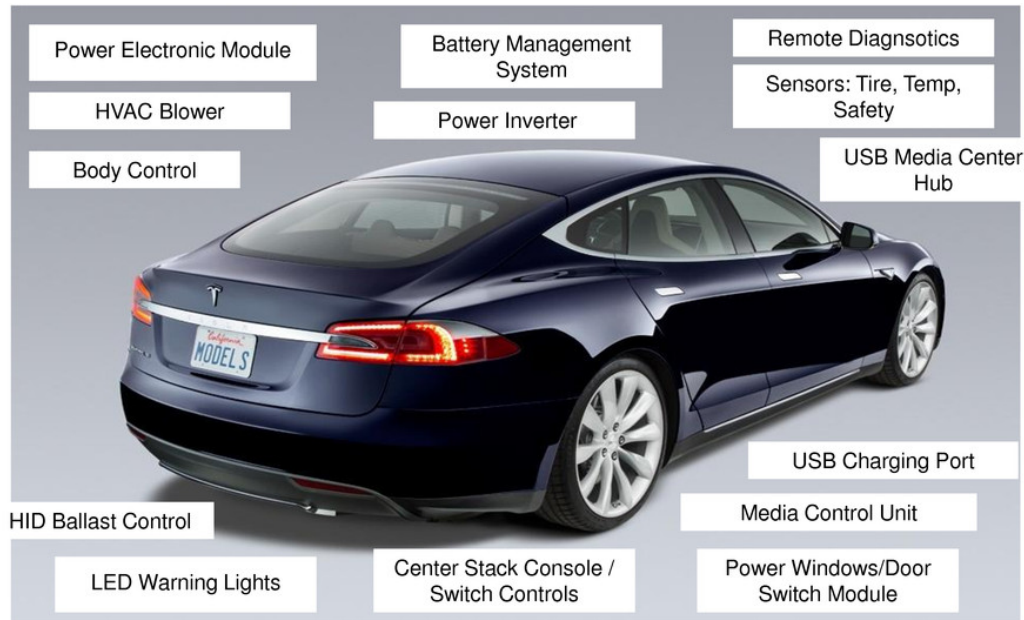 Power Electronic Module
Battery Management
System
Remote Diagnsotics
HVAC Blower
Power Inverter
Sensors: Tire, Temp,
Safety
Body Control
USB Media Center
Hub
California
MODEL S
USB Charging Port
HID Ballast Control
Media Control Unit
LED Warning Lights
Center Stack Console /
Switch Controls
Power Windows/Door
Switch Module